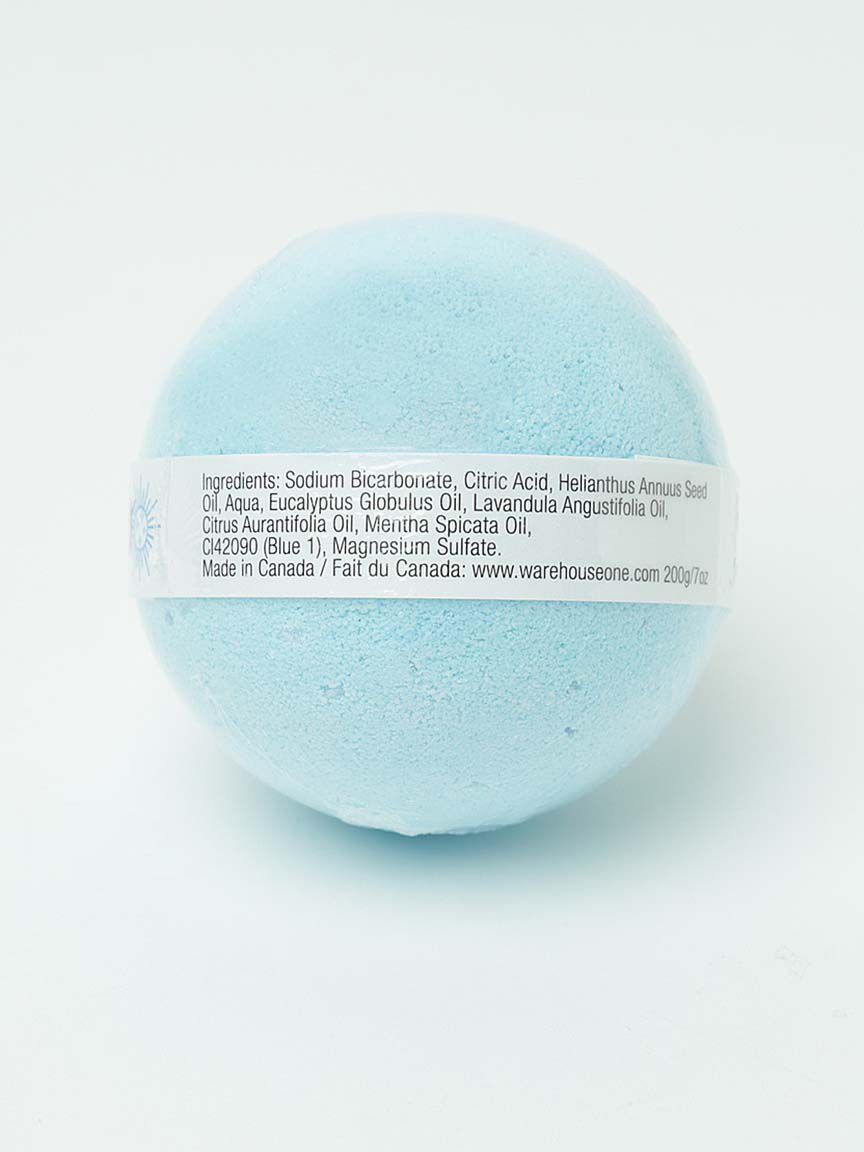 Ingredients: Sodium Bicarbonate, Citric Acid, Helianthus Annuus Seed
Oil, Aqua, Eucalyptus Globulus Oil, Lavandula Angustifolia Oil,
Citrus Aurantifolia Oil, Mentha Spicata Oil,
CI42090 (Blue 1), Magnesium Sulfate.
Made in Canada / Fait du Canada: www.warehouseone.com 200g/7oz